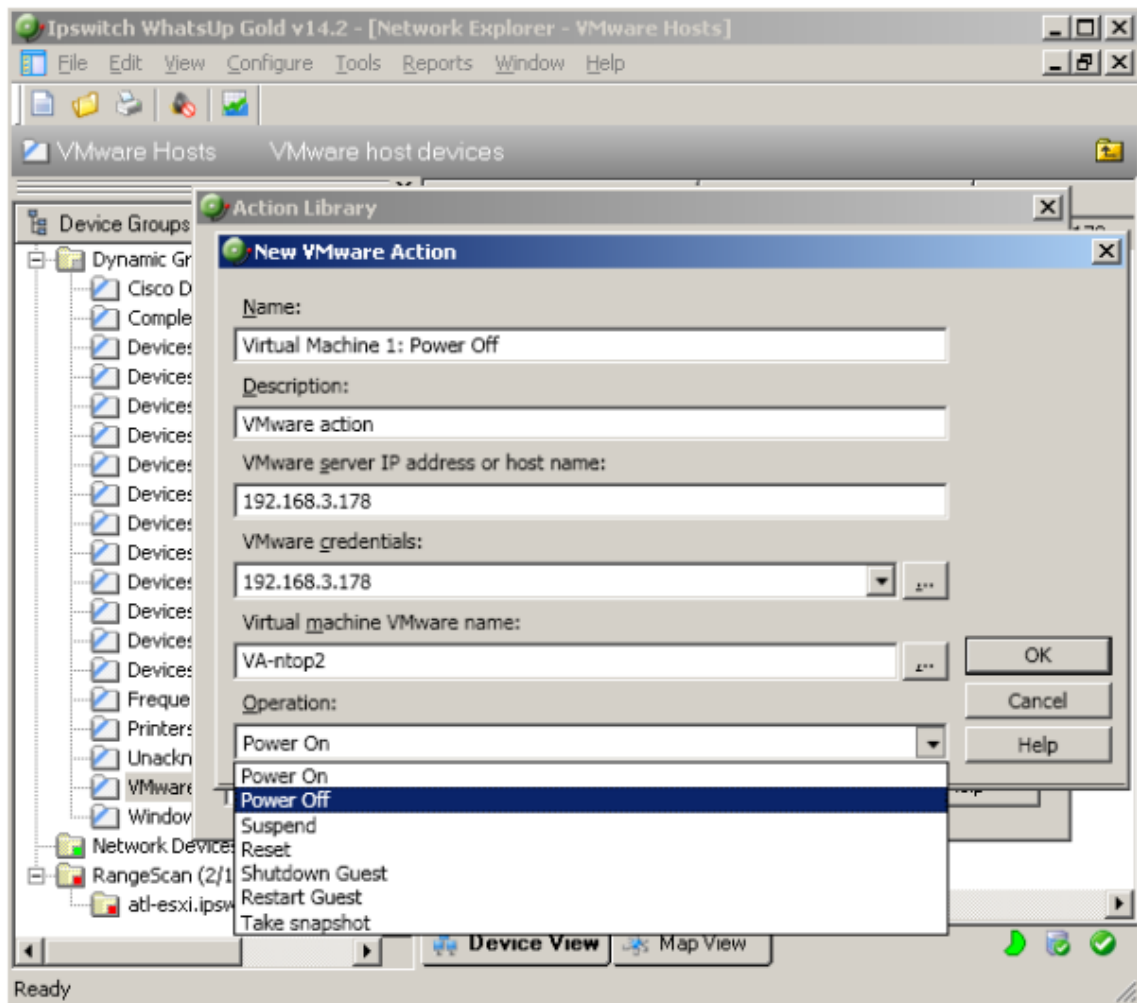 Ipswitch WhatsUp Gold v14.2 - [Network Explorer - VMware Hosts]
File Edit View Configure Tools Reports Window Help
VMware Hosts VMware host devices
Action Library
Device Groups
New VMware Action
Dynamic Gr
Cisco D
Comple
Devices
Devices
Devices
Devices
Devices
Devices
Devices
Devices
Devices
Devices
Devices
Devices
Freque
Printers
Unackn
VMware
Window
Network Devices
RangeScan (2/1
atl-esxi.ipsw
Name:
Virtual Machine 1: Power Off
Description:
VMware action
VMware server IP address or host name:
192.168.3.178
VMware credentials:
192.168.3.178
...
Virtual machine VMware name:
VA-ntop2
...
Operation:
Power On
OK
Cancel
Help
Power On
Power Off
Suspend
Reset
Shutdown Guest
Restart Guest
Take snapshot
Device View Map View
Ready